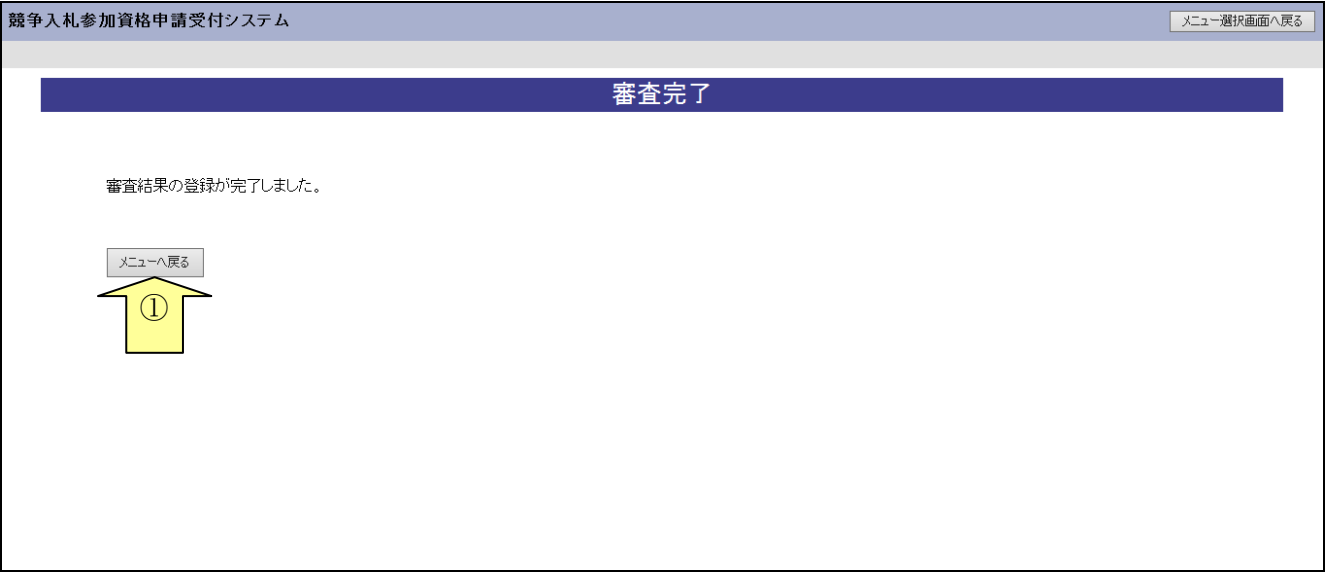 競争入札参加資格申請受付システム
メニュー選択画面へ戻る
審査完了
審査結果の登録が完了しました。
メニューへ戻る
①